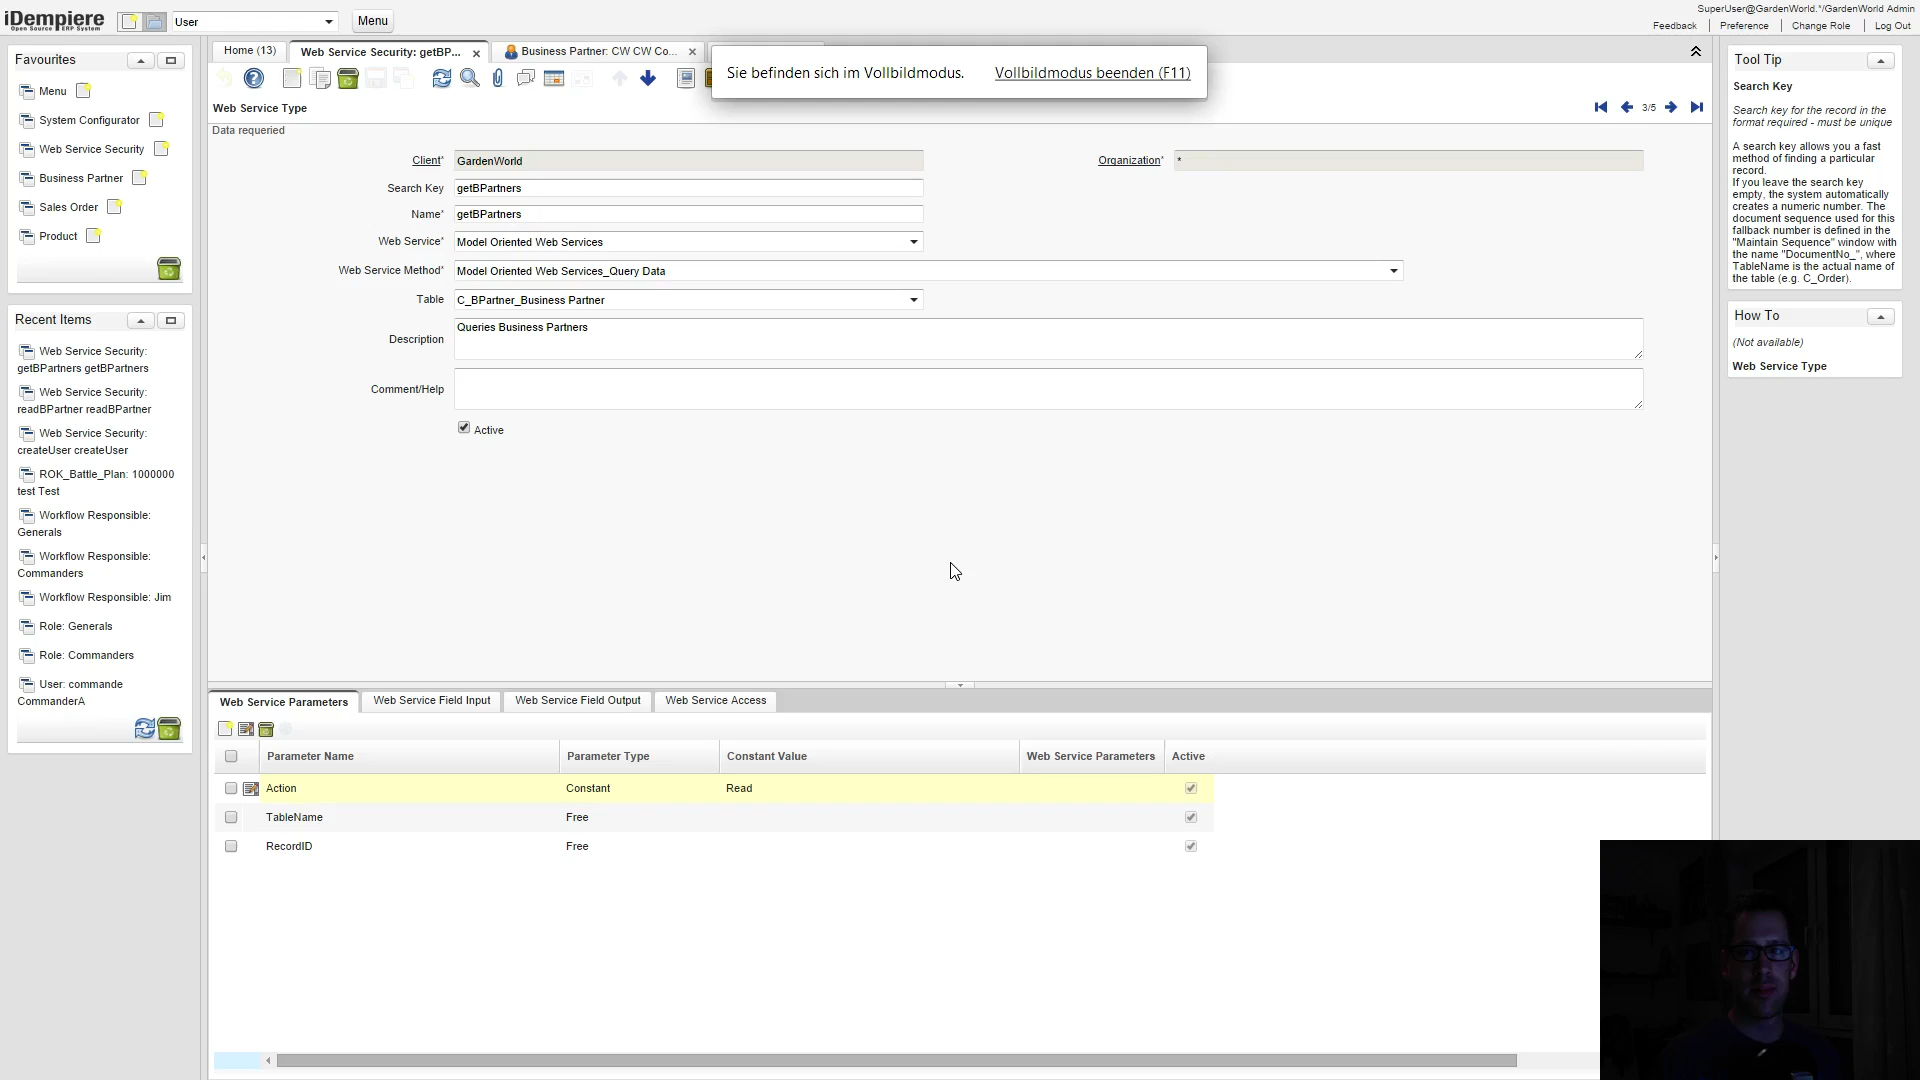 iDempiere
Open Source ERP System
User
Menu
SuperUser@GardenWorld.*/GardenWorld Admin
Feedback
Preference
Change Role
Log Out
Favourites
Menu
System Configurator
Web Service Security
Business Partner
Sales Order
Product
Recent Items
Web Service Security:
getBPartners getBPartners
Web Service Security:
readBPartner readBPartner
Web Service Security:
createUser createUser
ROK_Battle_Plan: 1000000
test Test
Workflow Responsible:
Generals
Workflow Responsible:
Commanders
Workflow Responsible: Jim
Role: Generals
Role: Commanders
User: commande
CommanderA
Home (13)
Web Service Security: getBP...
Business Partner: CW CW Co...
Sie befinden sich im Vollbildmodus. Vollbildmodus beenden (F11)
Web Service Type
3/5
Data requeried
Client* GardenWorld
Organization* *
Search Key getBPartners
Name* getBPartners
Web Service* Model Oriented Web Services
Web Service Method* Model Oriented Web Services_Query Data
Table C_BPartner_Business Partner
Description Queries Business Partners
Comment/Help
Active
Web Service Parameters
Web Service Field Input
Web Service Field Output
Web Service Access
Parameter Name Parameter Type Constant Value Web Service Parameters Active
Action Constant Read
TableName Free
RecordID Free
Tool Tip
Search Key
Search key for the record in the
format required - must be unique
A search key allows you a fast
method of finding a particular
record.
If you leave the search key
empty, the system automatically
creates a numeric number. The
document sequence used for this
fallback number is defined in the
"Maintain Sequence" window with
the name "DocumentNo_", where
TableName is the actual name of
the table (e.g. C_Order).
How To
(Not available)
Web Service Type